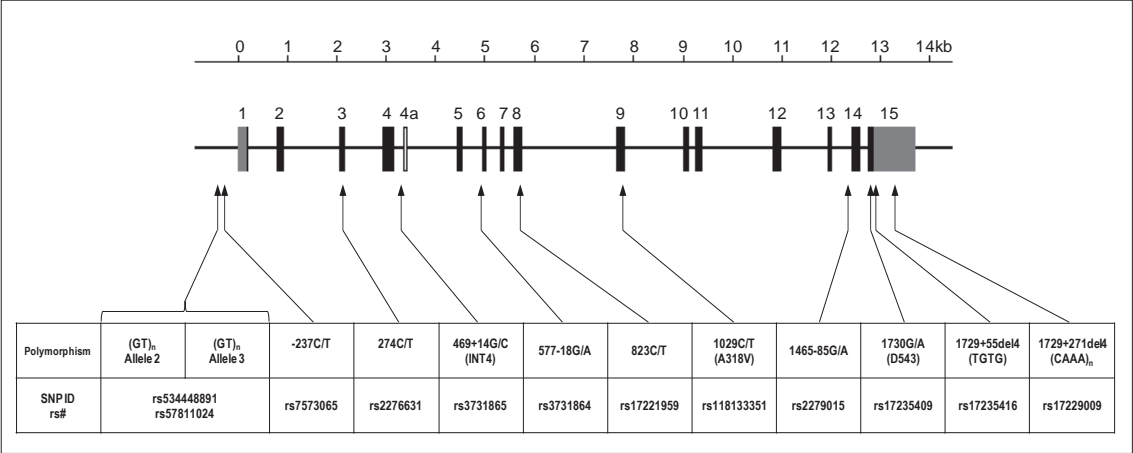 0 1 2 3 4 5 6 7 8 9 10 11 12 13 14kb
1 2 3 4 4a 5 6 7 8 9 10 11 12 13 14 15
Polymorphism (GT)n Allele 2 (GT)n Allele 3 -237C/T 274C/T 469+14G/C (INT4) 577-18G/A 823C/T 1029C/T (A318V) 1465-85G/A 1730G/A (D543) 1729+55del4 (TGTG) 1729+271del4 (CAAA)n
SNP ID rs# rs534448891 rs57811024 rs7573065 rs2276631 rs3731865 rs3731864 rs17221959 rs118133351 rs2279015 rs17235409 rs17235416 rs17229009